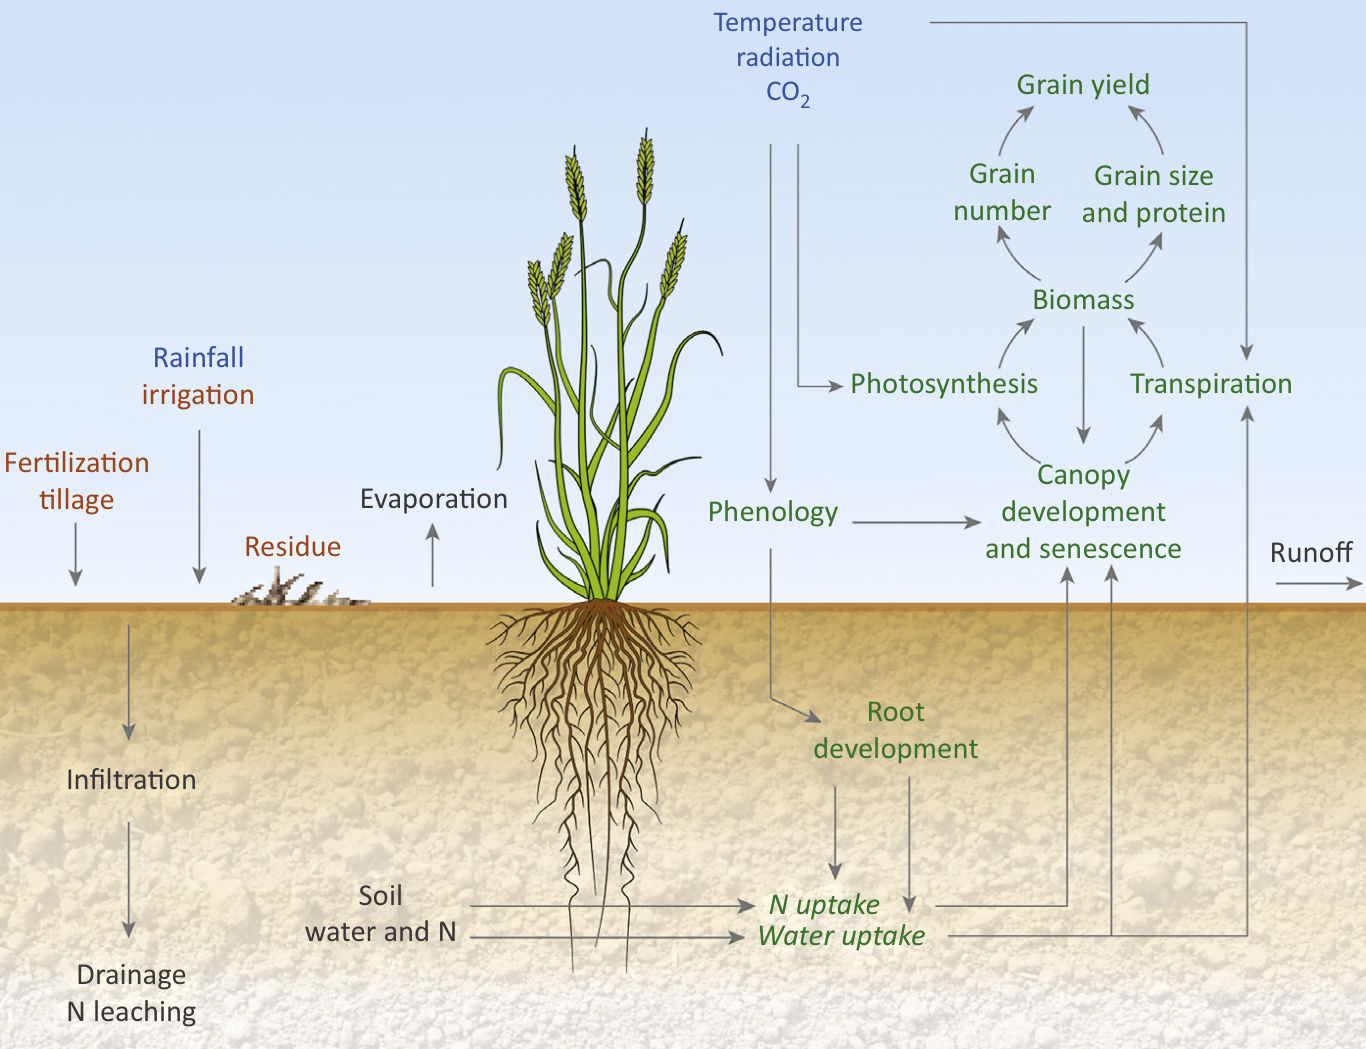 Temperature
radiation
CO₂
Grain yield
Grain
number
Grain size
and protein
Biomass
Rainfall
irrigation
Photosynthesis
Transpiration
Fertilization
tillage
Evaporation
Residue
Phenology
Canopy
development
and senescence
Runoff
Root
development
Infiltration
Soil
water and N
N uptake
Water uptake
Drainage
N leaching